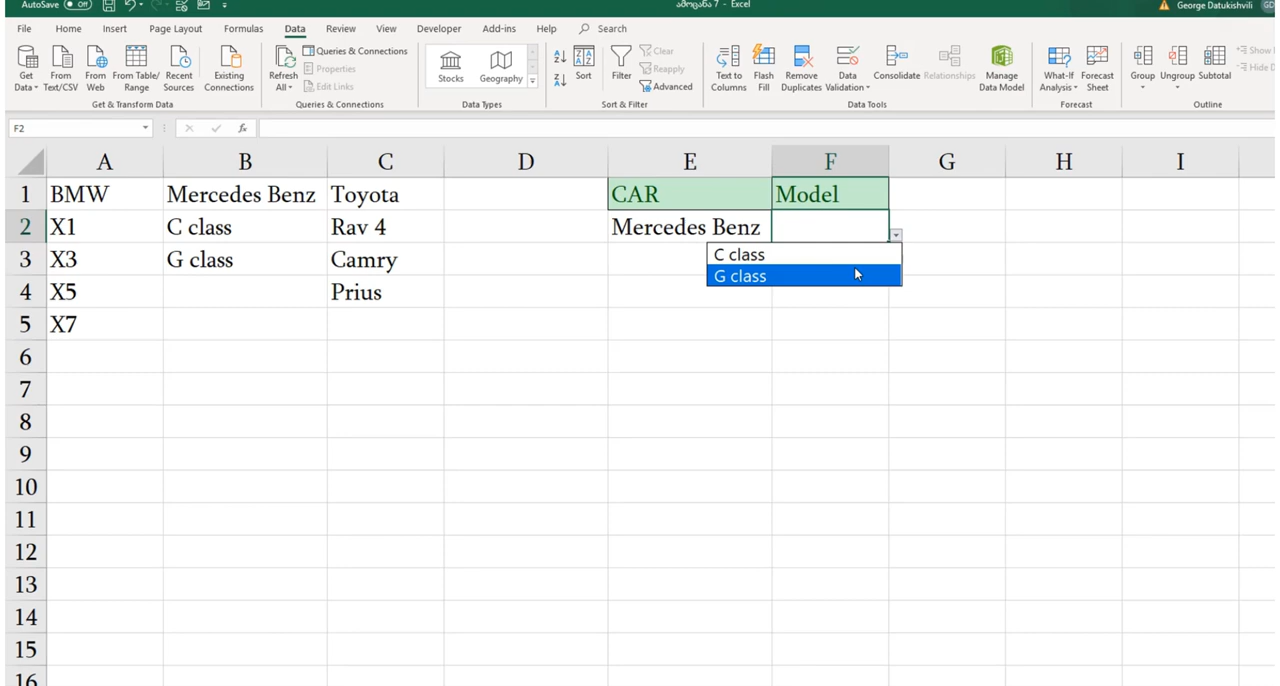 AutoSave Off
ამოცანა 7 - Excel
George Datukishvili
GD
File Home Insert Page Layout Formulas Data Review View Developer Add-ins Help Search
Get Data
From Text/CSV
From Web
From Table/ Range
Recent Sources
Existing Connections
Get & Transform Data
Refresh All
Queries & Connections
Properties
Edit Links
Queries & Connections
Stocks
Geography
Data Types
Sort
Filter
Clear
Reapply
Advanced
Sort & Filter
Text to Columns
Flash Fill
Remove Duplicates
Data Validation
Consolidate
Relationships
Manage Data Model
Data Tools
What-If Analysis
Forecast Sheet
Forecast
Group
Ungroup
Subtotal
Show
Hide D
Outline
F2
fx
A B C D E F G H I
1 BMW Mercedes Benz Toyota CAR Model
2 X1 C class Rav 4 Mercedes Benz
3 X3 G class Camry
C class
G class
4 X5 Prius
5 X7
6
7
8
9
10
11
12
13
14
15
16